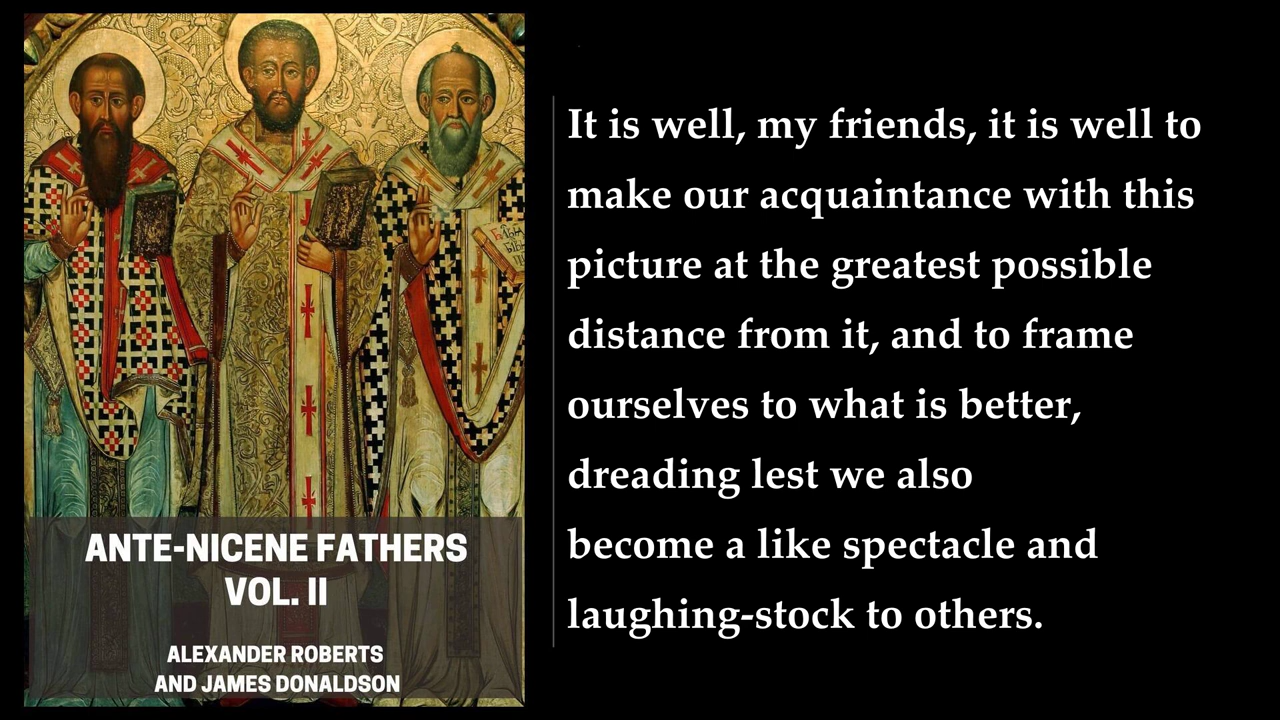 ANTE-NICENE FATHERS
VOL. II
ALEXANDER ROBERTS
AND JAMES DONALDSON
It is well, my friends, it is well to
make our acquaintance with this
picture at the greatest possible
distance from it, and to frame
ourselves to what is better,
dreading lest we also
become a like spectacle and
laughing-stock to others.